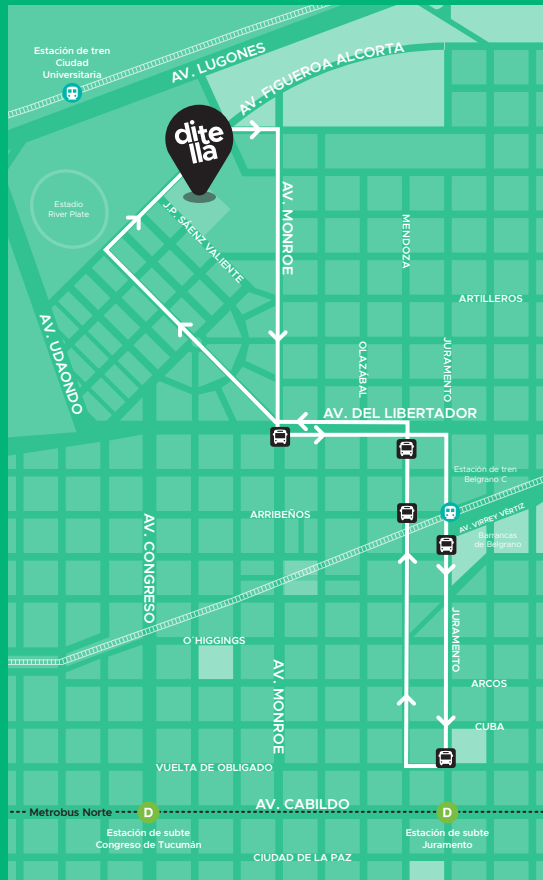 Estación de tren
Ciudad
Universitaria
AV. LUGONES
AV. FIGUEROA ALCORTA
dite
lla
Estadio
River Plate
J.P. SÁENZ VALIENTE
AV. MONROE
MENDOZA
ARTILLEROS
AV. UDAONDO
OLAZÁBAL
JURAMENTO
AV. DEL LIBERTADOR
Estación de tren
Belgrano C
ARRIBEÑOS
AV. VIRREY VÉRTIZ
Barrancas
de Belgrano
AV. CONGRESO
O´HIGGINGS
JURAMENTO
AV. MONROE
ARCOS
CUBA
VUELTA DE OBLIGADO
AV. CABILDO
Metrobus Norte
D
D
Estación de subte
Congreso de Tucumán
Estación de subte
Juramento
CIUDAD DE LA PAZ